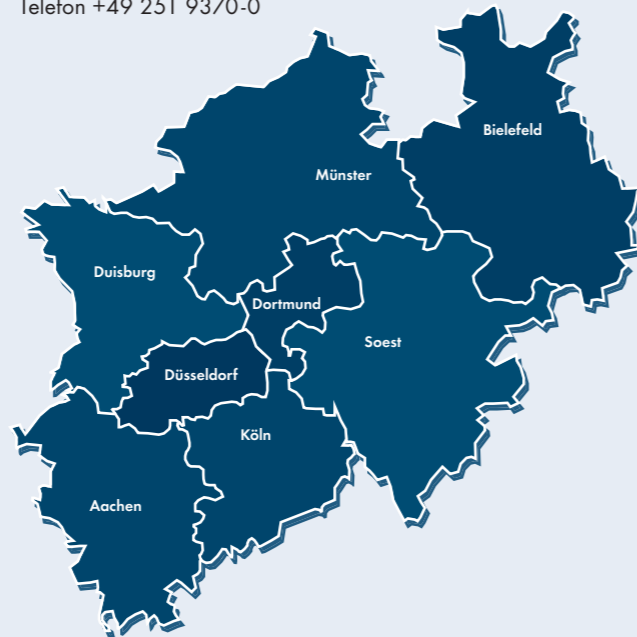 Telefon +49 251 9370-0
Bielefeld
Münster
Duisburg
Dortmund
Soest
Düsseldorf
Köln
Aachen